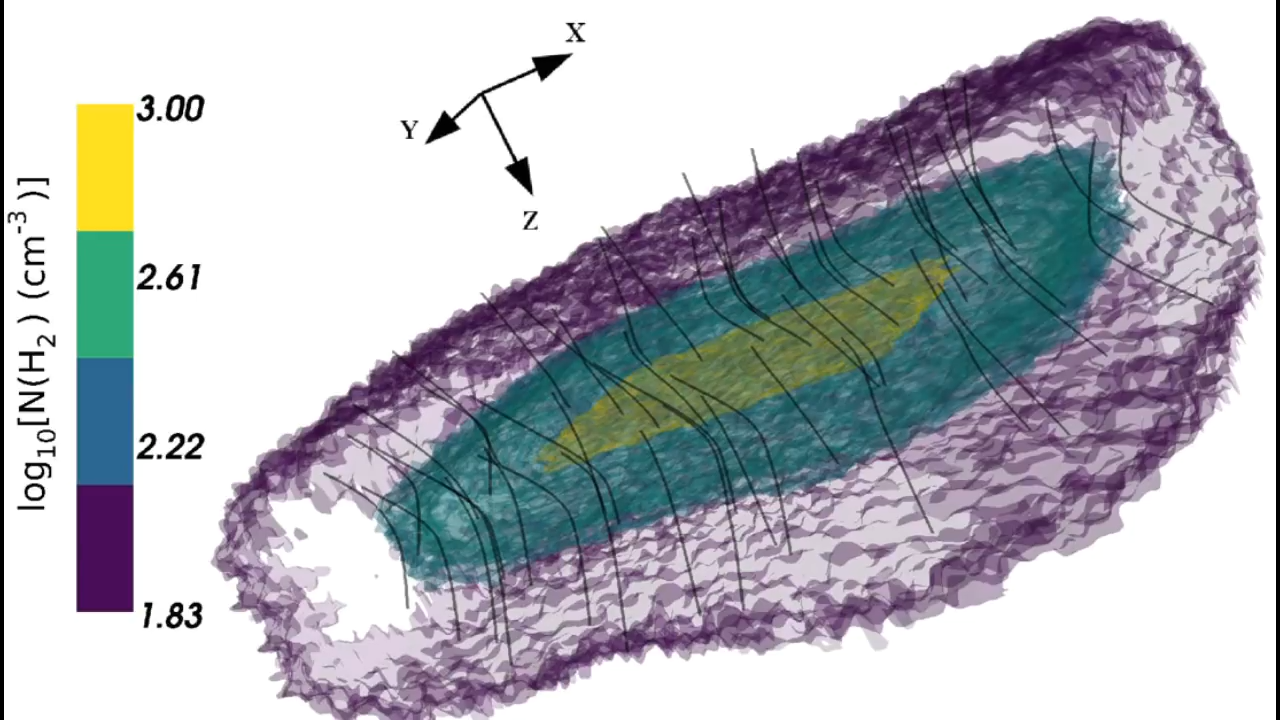 X
Y
Z
3.00
2.61
2.22
1.83
log10[N(H2) (cm-3)]